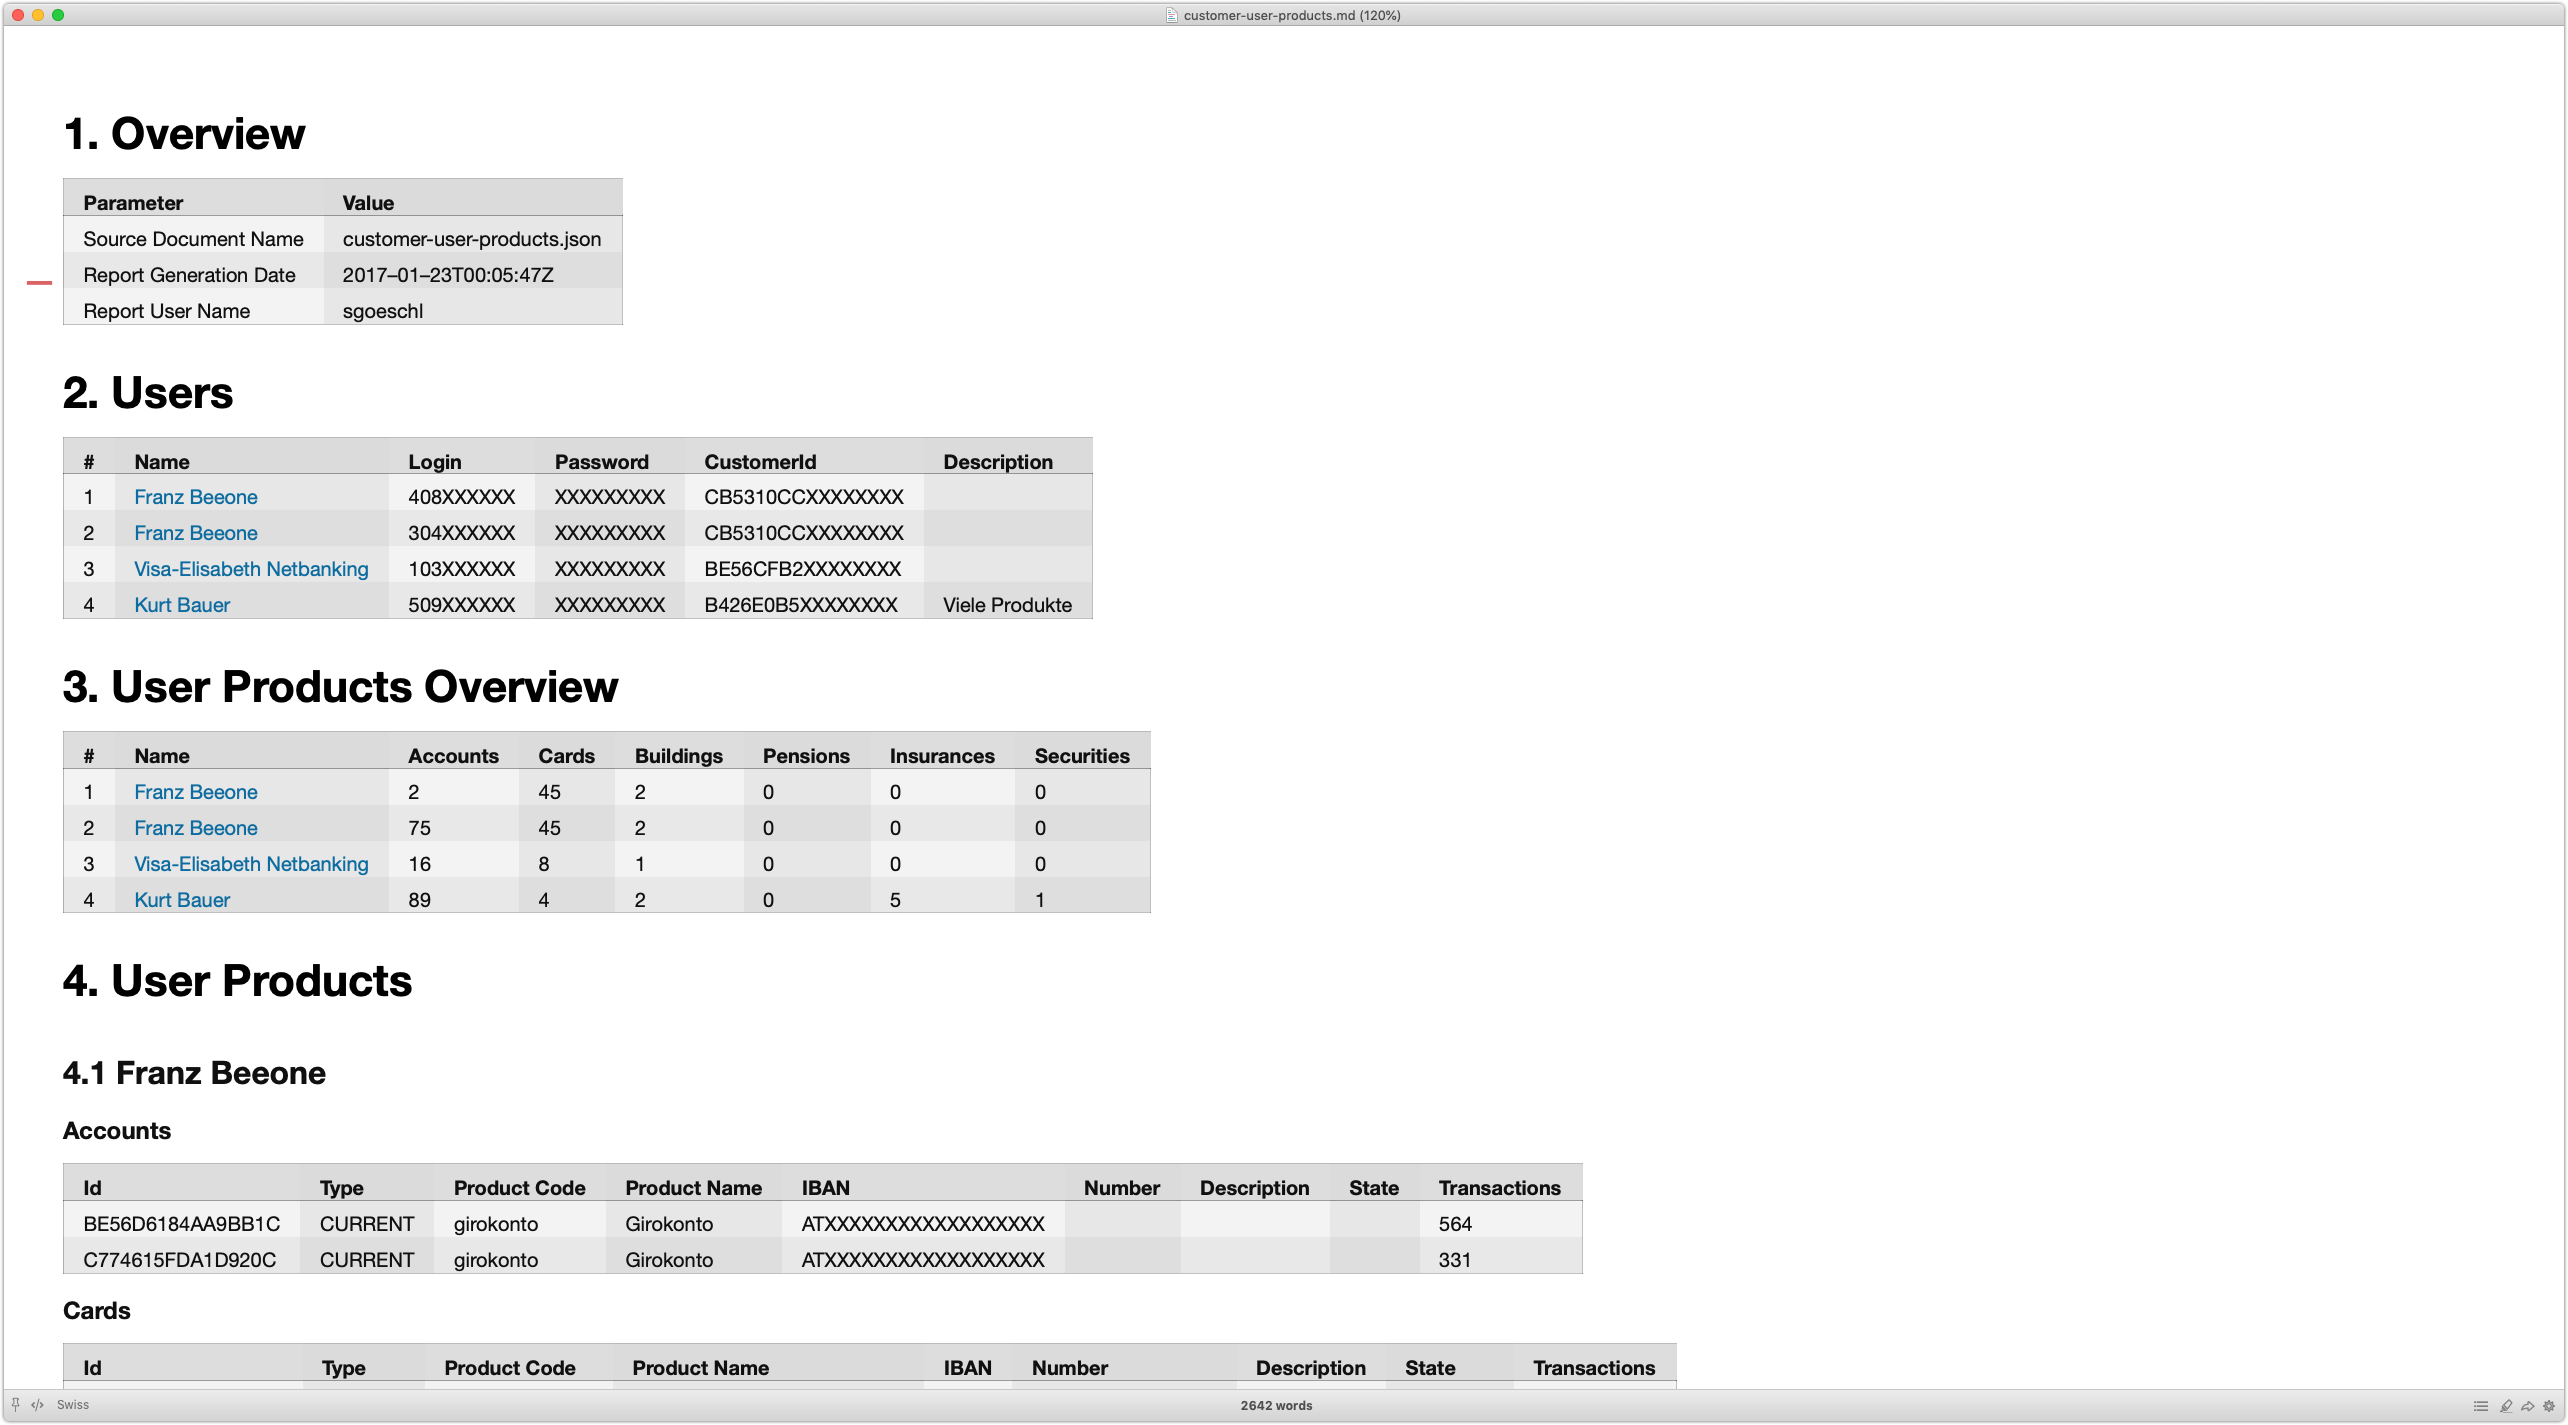 customer-user-products.md (120%)
1. Overview
Parameter Value
Source Document Name customer-user-products.json
Report Generation Date 2017–01–23T00:05:47Z
Report User Name sgoeschl
2. Users
# Name Login Password CustomerId Description
1 Franz Beeone 408XXXXXX XXXXXXXXX CB5310CCXXXXXXXX
2 Franz Beeone 304XXXXXX XXXXXXXXX CB5310CCXXXXXXXX
3 Visa-Elisabeth Netbanking 103XXXXXX XXXXXXXXX BE56CFB2XXXXXXXX
4 Kurt Bauer 509XXXXXX XXXXXXXXX B426E0B5XXXXXXXX Viele Produkte
3. User Products Overview
# Name Accounts Cards Buildings Pensions Insurances Securities
1 Franz Beeone 2 45 2 0 0 0
2 Franz Beeone 75 45 2 0 0 0
3 Visa-Elisabeth Netbanking 16 8 1 0 0 0
4 Kurt Bauer 89 4 2 0 5 1
4. User Products
4.1 Franz Beeone
Accounts
Id Type Product Code Product Name IBAN Number Description State Transactions
BE56D6184AA9BB1C CURRENT girokonto Girokonto ATXXXXXXXXXXXXXXXXXX 564
C774615FDA1D920C CURRENT girokonto Girokonto ATXXXXXXXXXXXXXXXXXX 331
Cards
Id Type Product Code Product Name IBAN Number Description State Transactions
Swiss 2642 words